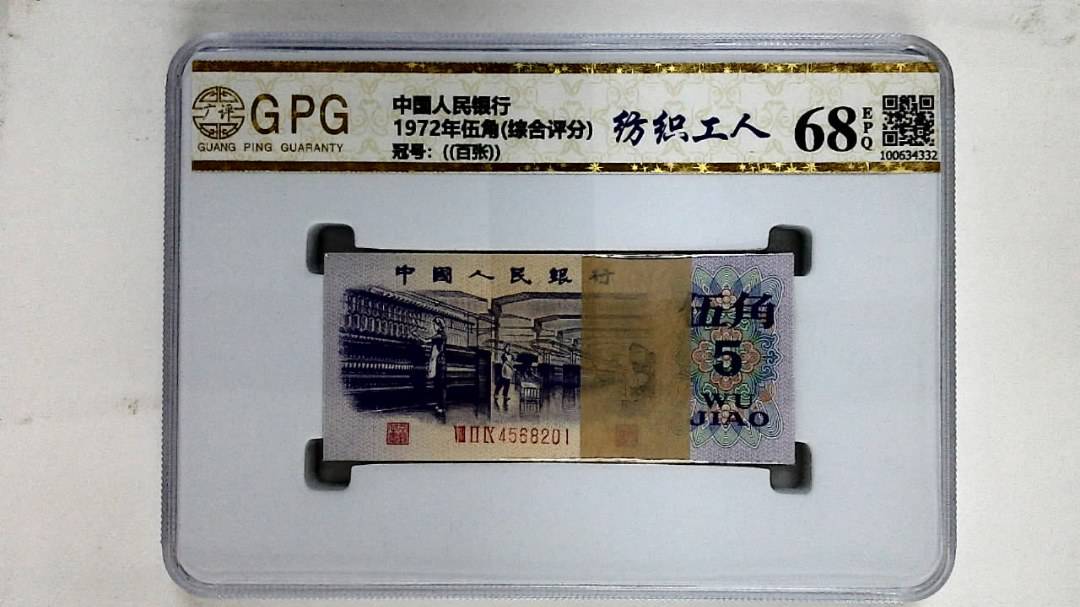 广评
GPG
GUANG PING GUARANTY
中国人民银行
1972年伍角(综合评分)
冠号：((百张))
纺织工人
68
EPQ
100634332
中國人民銀行
伍角
5
WU
JIAO
4568201